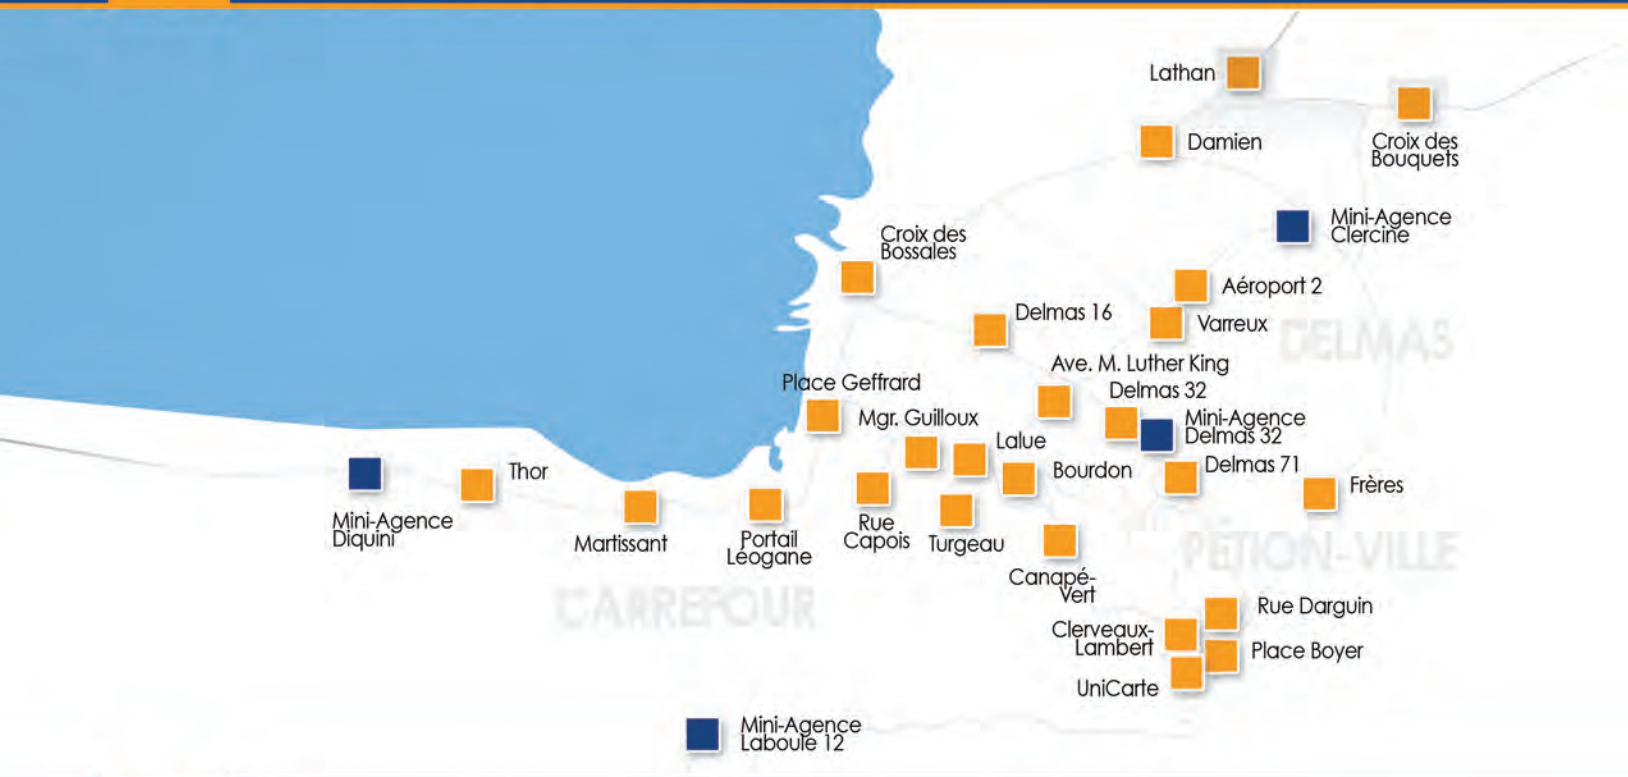 Lathan
Damien
Croix des
Bouquets
Mini-Agence
Clercine
Croix des
Bossales
Aéroport 2
Delmas 16
Varreux
DELMAS
Ave. M. Luther King
Place Geffrard
Delmas 32
Mgr. Guilloux
Mini-Agence
Delmas 32
Lalue
Delmas 71
Bourdon
Thor
Frères
Mini-Agence
Diquini
Martissant
Portail
Léogane
Rue
Capois
Turgeau
PÉTION-VILLE
Canapé-
Vert
CARREFOUR
Rue Darguin
Clerveaux-
Lambert
Place Boyer
UniCarte
Mini-Agence
Laboule 12